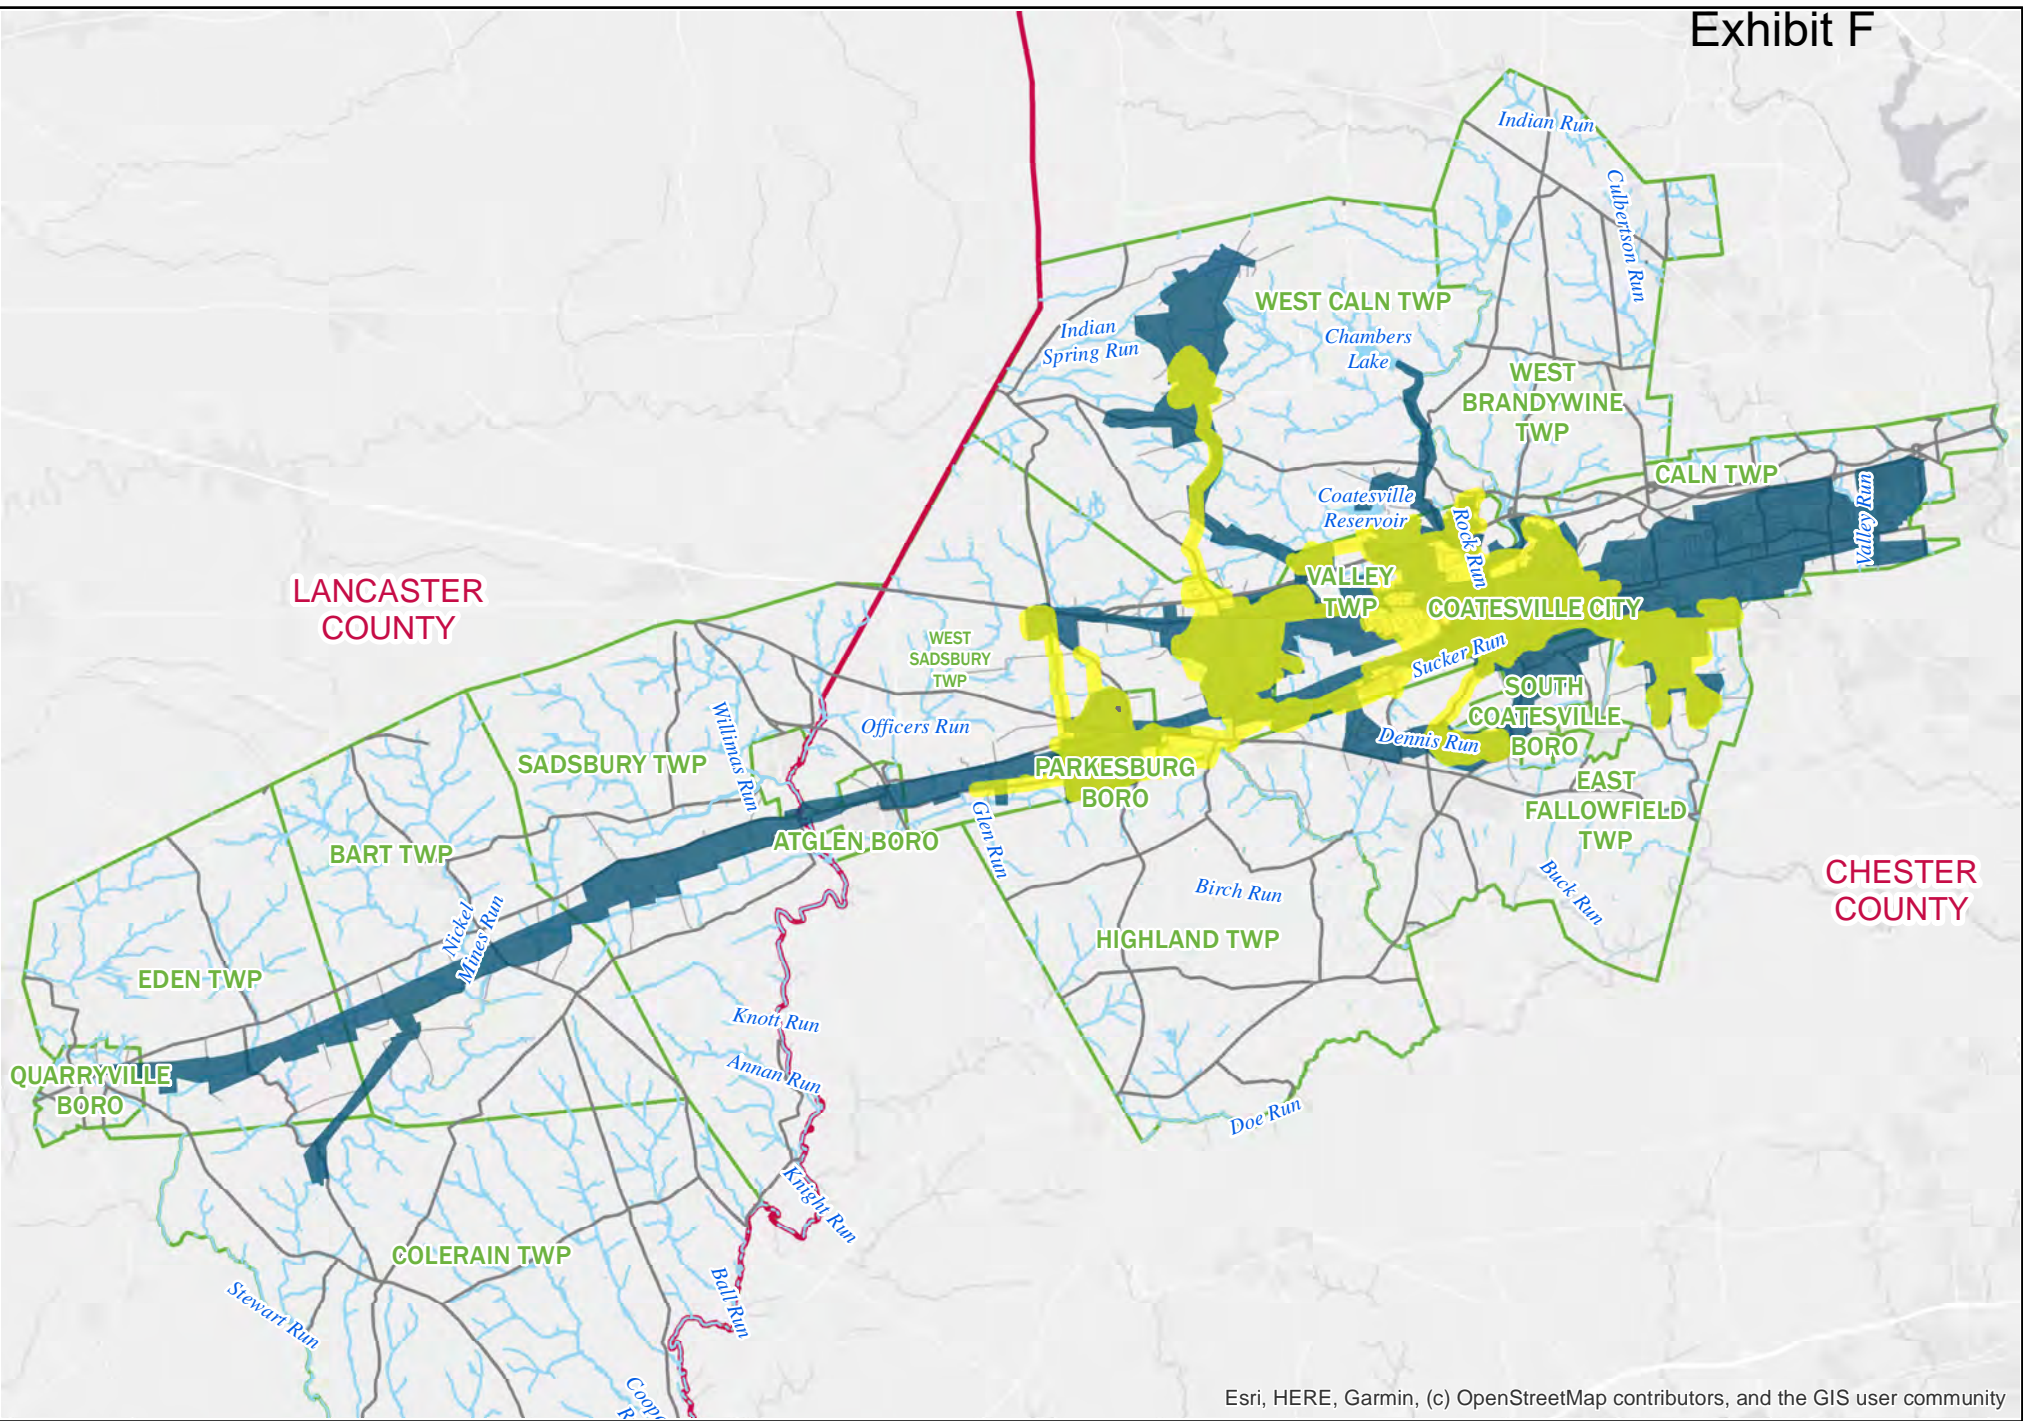 Exhibit F
Indian Run
Culbertson Run
WEST CALN TWP
Indian
Spring Run
Chambers
Lake
WEST
BRANDYWINE
TWP
CALN TWP
Coatesville
Reservoir
Rock Run
Valley Run
LANCASTER
COUNTY
VALLEY
TWP
COATESVILLE CITY
WEST
SADSBURY
TWP
Sucker Run
SOUTH
COATESVILLE
BORO
Officers Run
Willimas Run
Dennis Run
SADSBURY TWP
PARKESBURG
BORO
EAST
FALLOWFIELD
TWP
Glen Run
ATGLEN BORO
BART TWP
CHESTER
COUNTY
Birch Run
Buck Run
Nickel
Mines Run
HIGHLAND TWP
EDEN TWP
Knott Run
Annan Run
QUARRYVILLE
BORO
Doe Run
Knight Run
COLERAIN TWP
Ball Run
Stewart Run
Esri, HERE, Garmin, (c) OpenStreetMap contributors, and the GIS user community